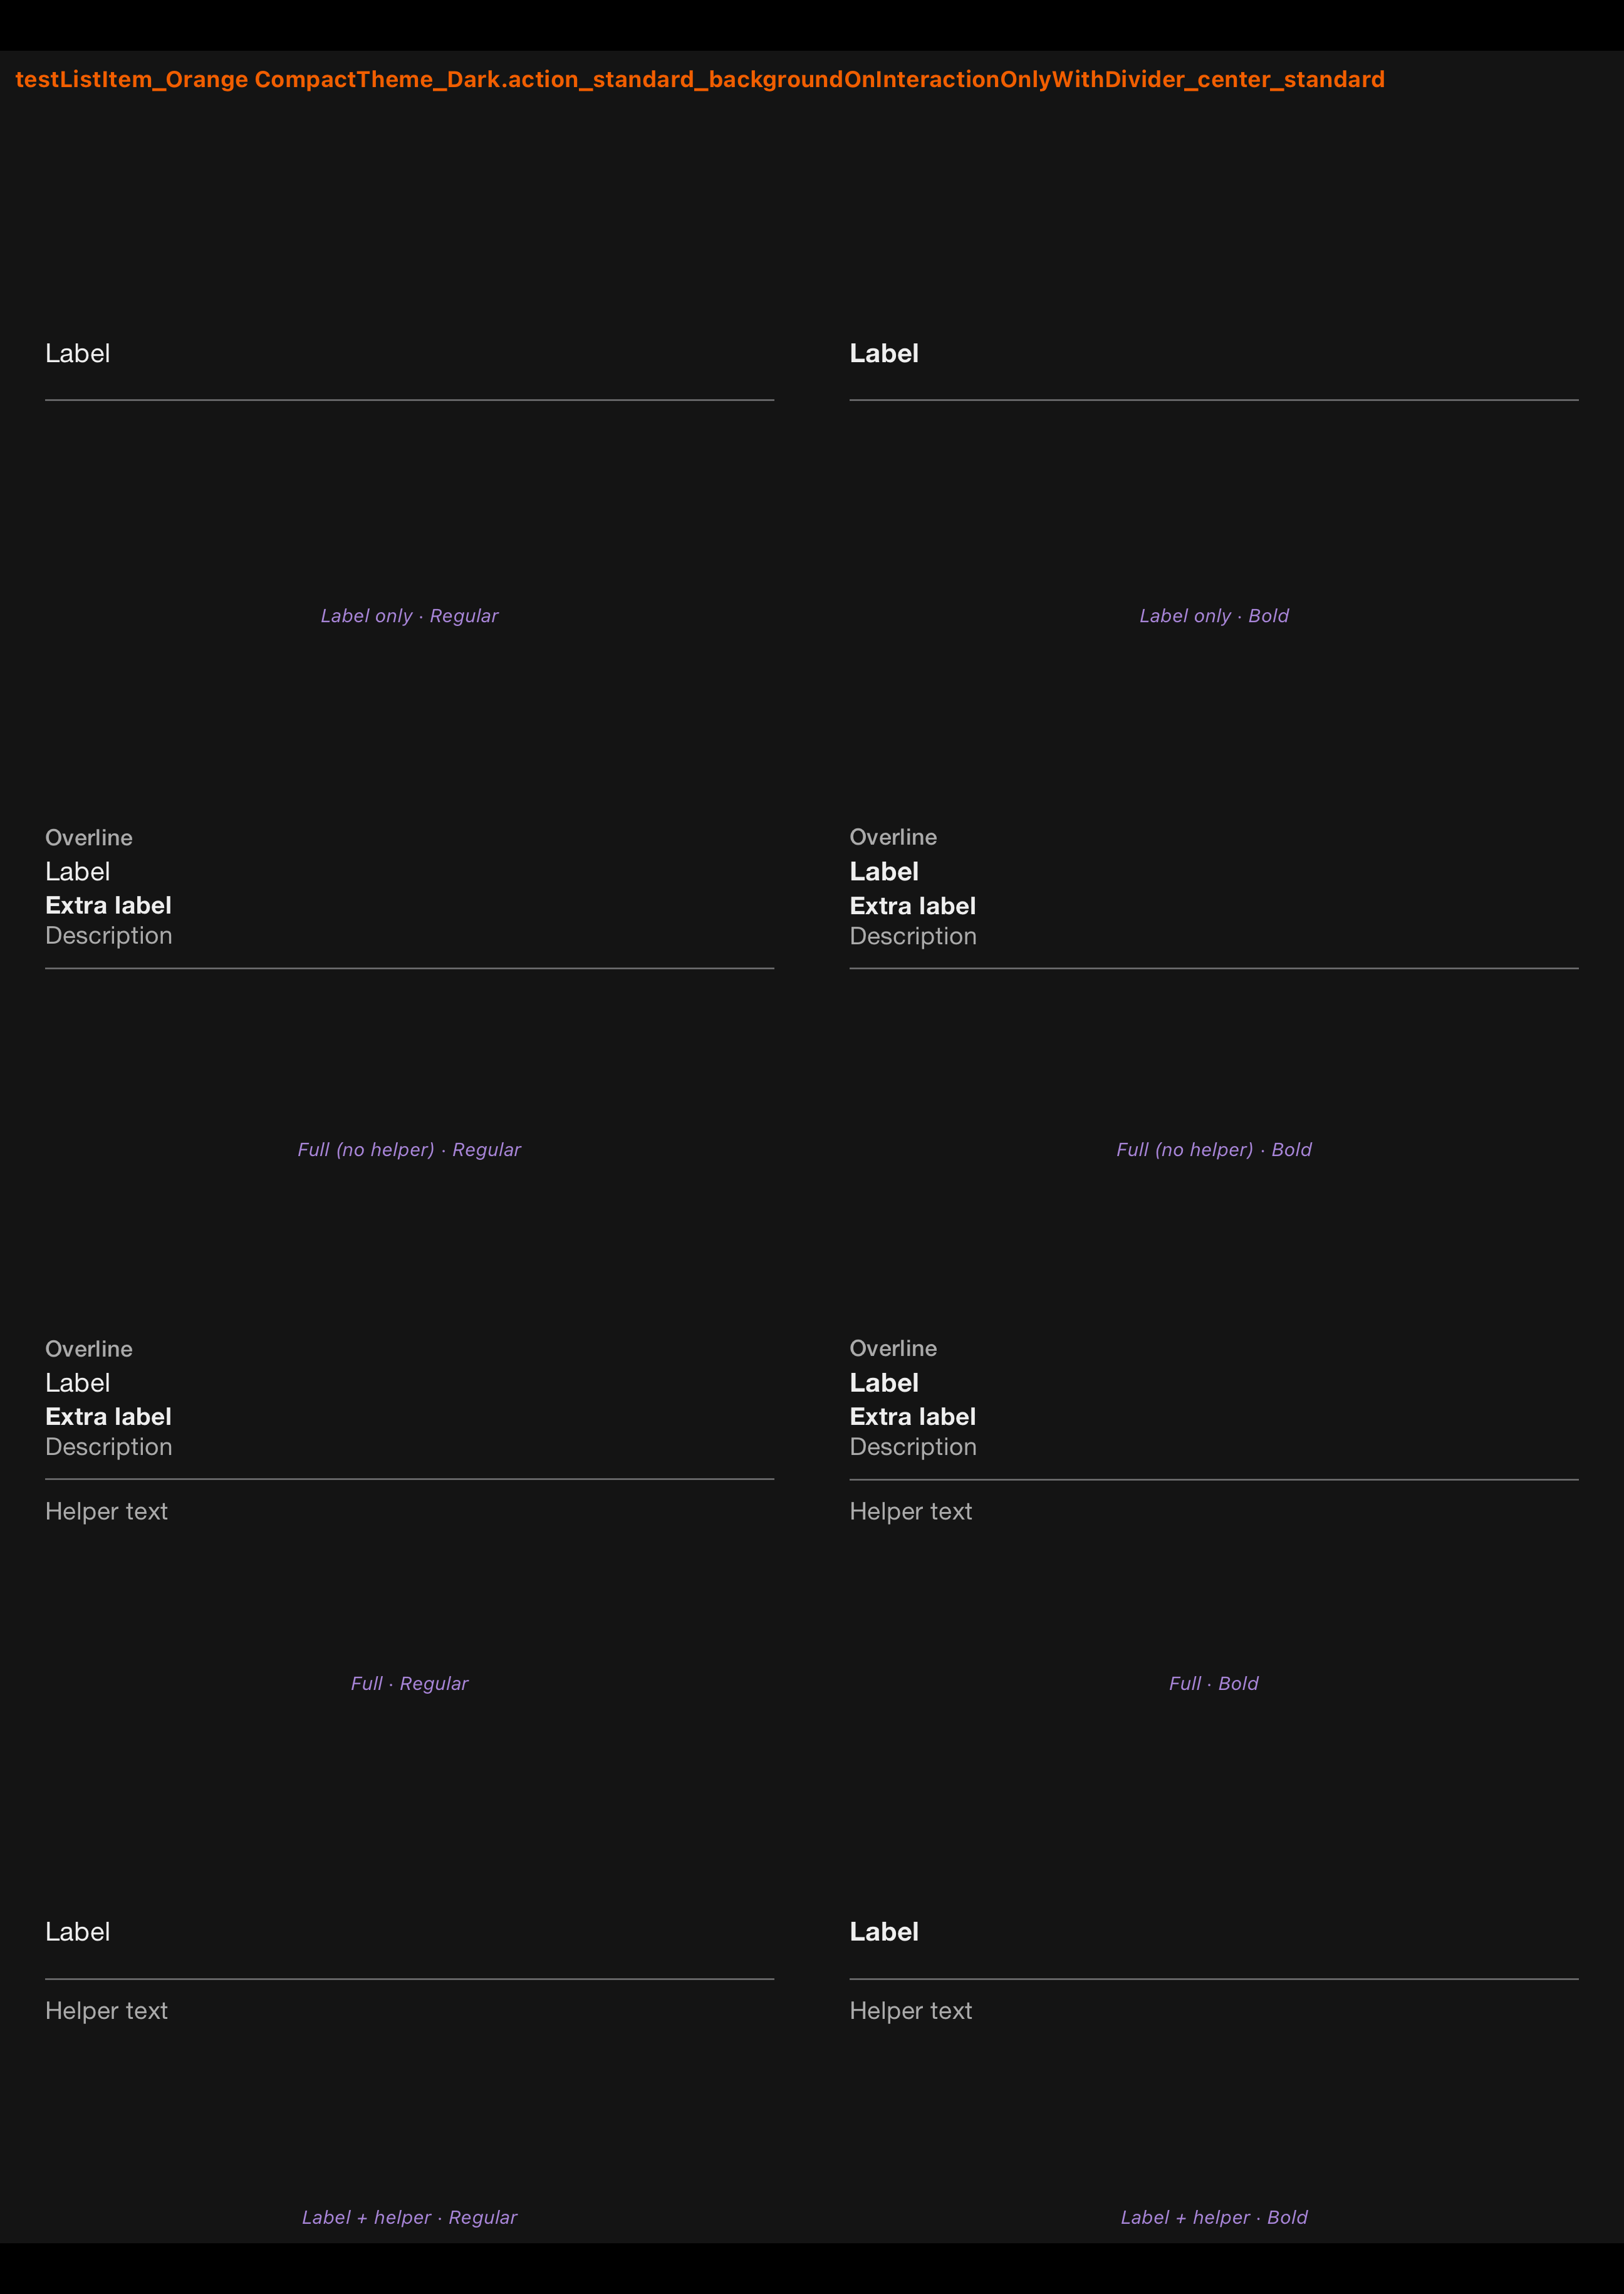 testListItem_Orange CompactTheme_Dark.action_standard_backgroundOnInteractionOnlyWithDivider_center_standard
Label
Label
Label only · Regular
Label only · Bold
Overline
Label
Extra label
Description
Overline
Label
Extra label
Description
Full (no helper) · Regular
Full (no helper) · Bold
Overline
Label
Extra label
Description
Helper text
Overline
Label
Extra label
Description
Helper text
Full · Regular
Full · Bold
Label
Helper text
Label
Helper text
Label + helper · Regular
Label + helper · Bold